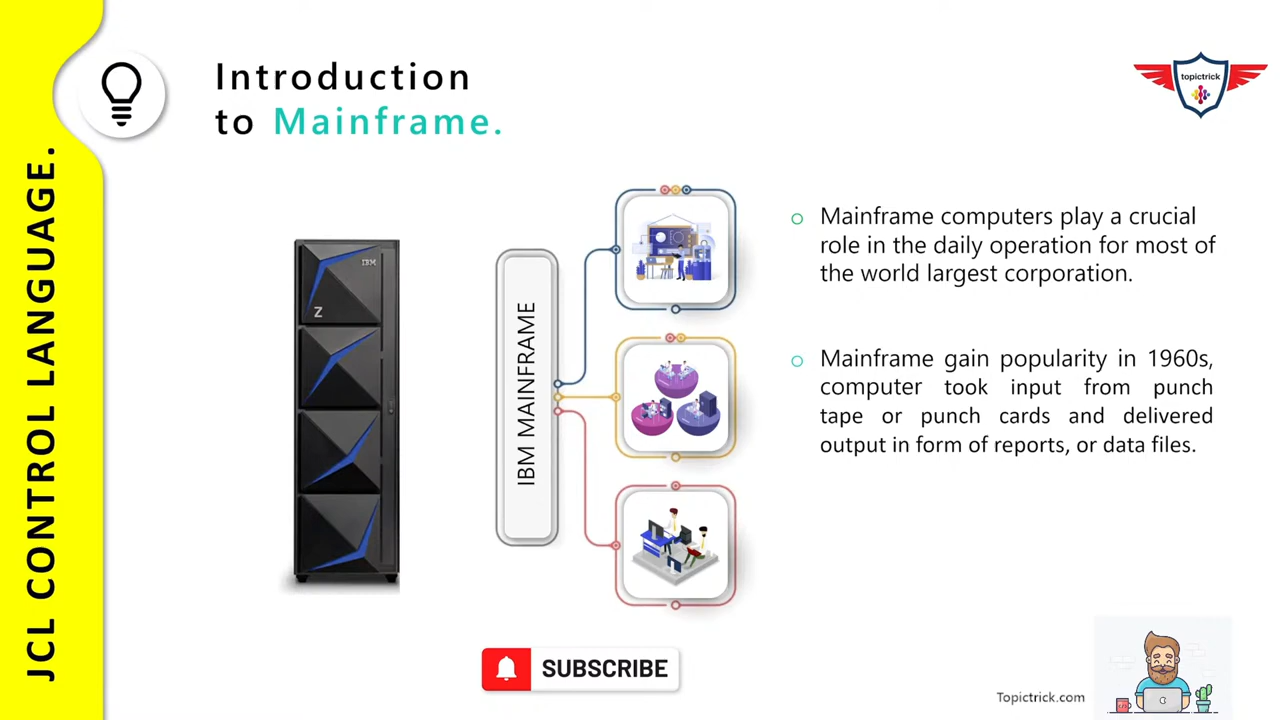 Introduction
to Mainframe.
topictrick
JCL CONTROL LANGUAGE.
IBM
Z
IBM MAINFRAME
Mainframe computers play a crucial
role in the daily operation for most of
the world largest corporation.
Mainframe gain popularity in 1960s,
computer took input from punch
tape or punch cards and delivered
output in form of reports, or data files.
SUBSCRIBE
Topictrick.com